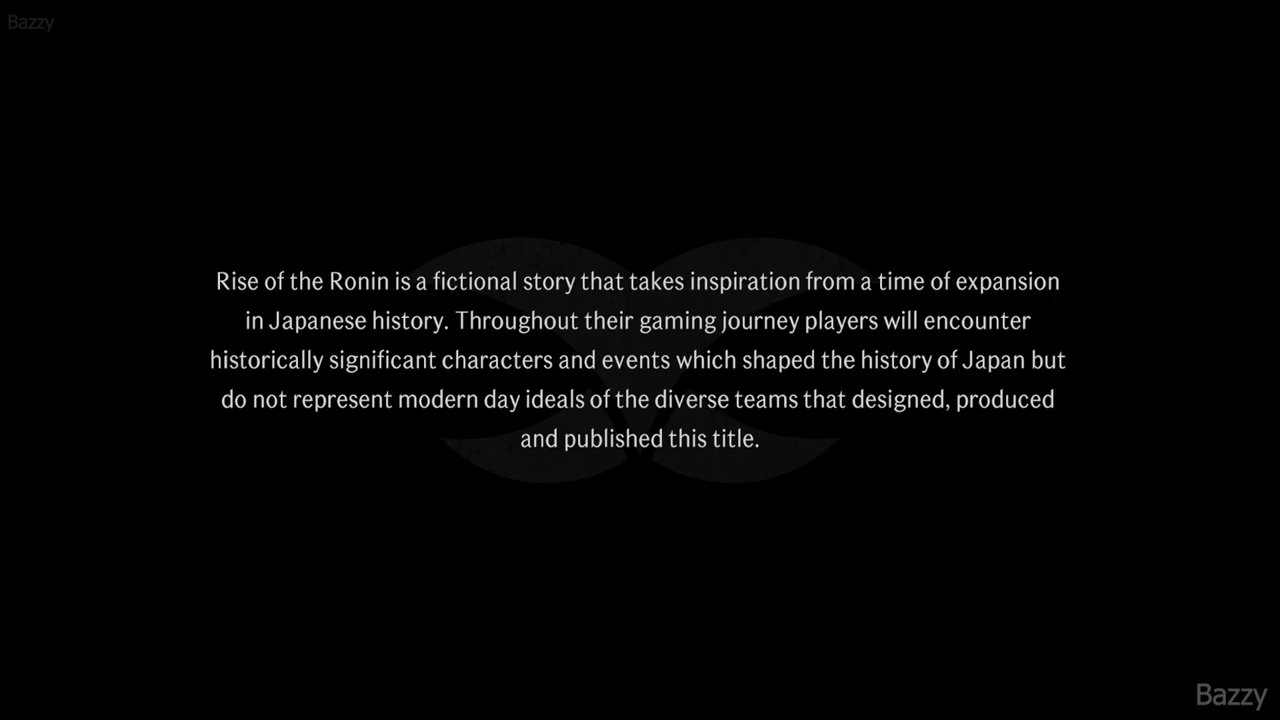 Bazzy
Rise of the Ronin is a fictional story that takes inspiration from a time of expansion
in Japanese history. Throughout their gaming journey players will encounter
historically significant characters and events which shaped the history of Japan but
do not represent modern day ideals of the diverse teams that designed, produced
and published this title.
Bazzy